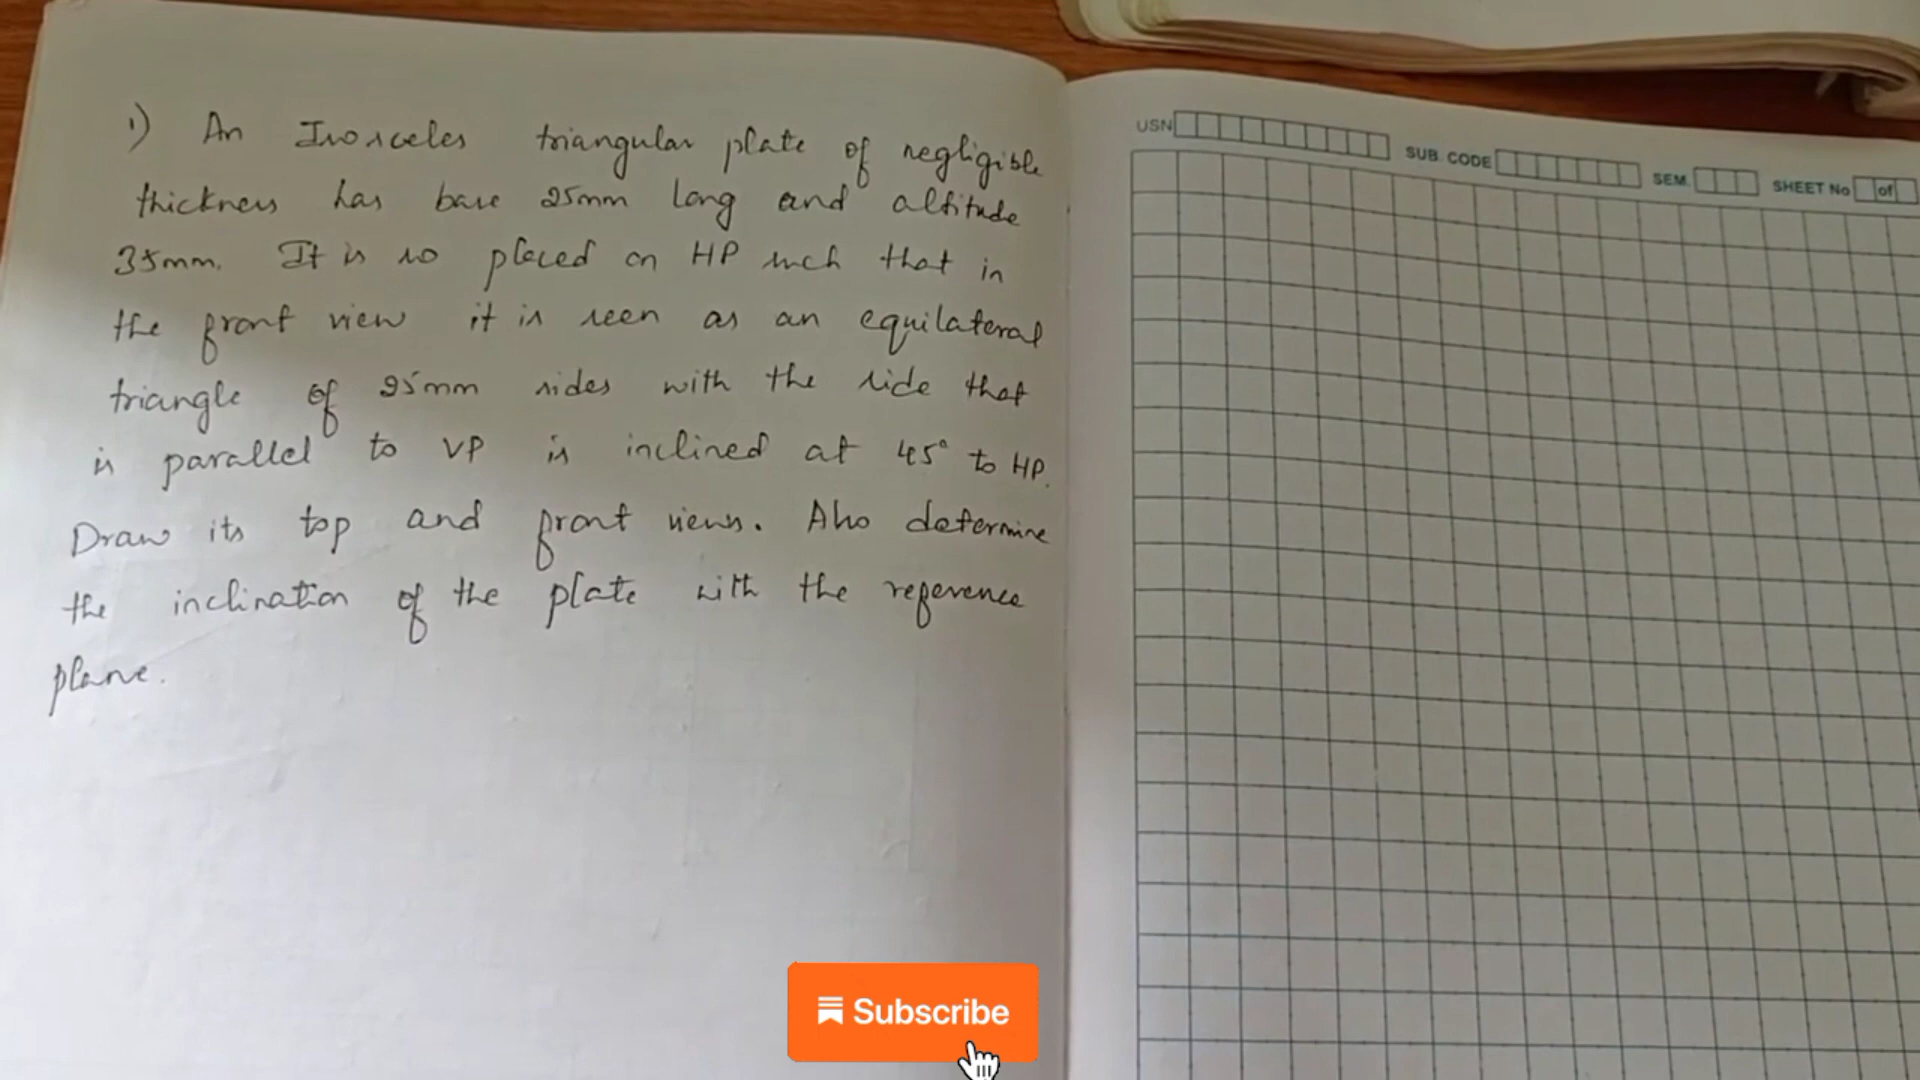 1) An Isosceles triangular plate of negligible
thickness has base 25mm long and altitude
35mm. It is so placed on HP such that in
the front view it is seen as an equilateral
triangle of 25mm sides with the side that
is parallel to VP is inclined at 45° to HP.
Draw its top and front views. Also determine
the inclination of the plate with the reference
plane.
USN
SUB. CODE
SEM.
SHEET No of
Subscribe